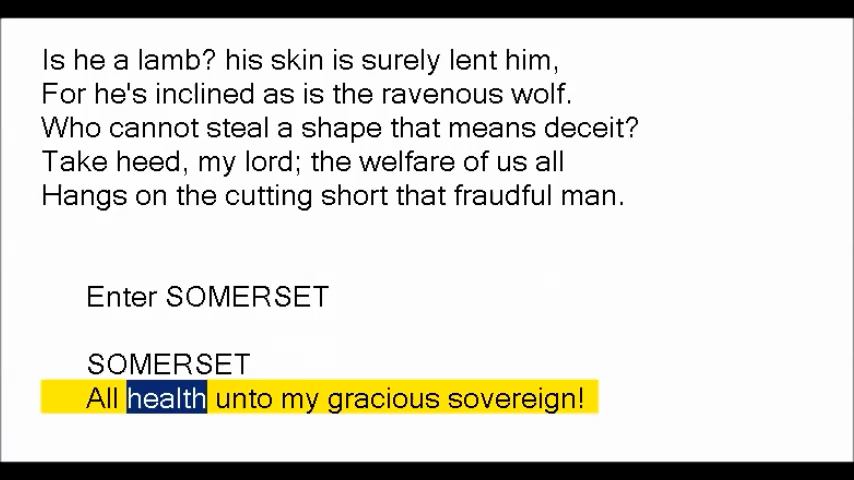 Is he a lamb? his skin is surely lent him,
For he's inclined as is the ravenous wolf.
Who cannot steal a shape that means deceit?
Take heed, my lord; the welfare of us all
Hangs on the cutting short that fraudful man.
Enter SOMERSET
SOMERSET
All health unto my gracious sovereign!